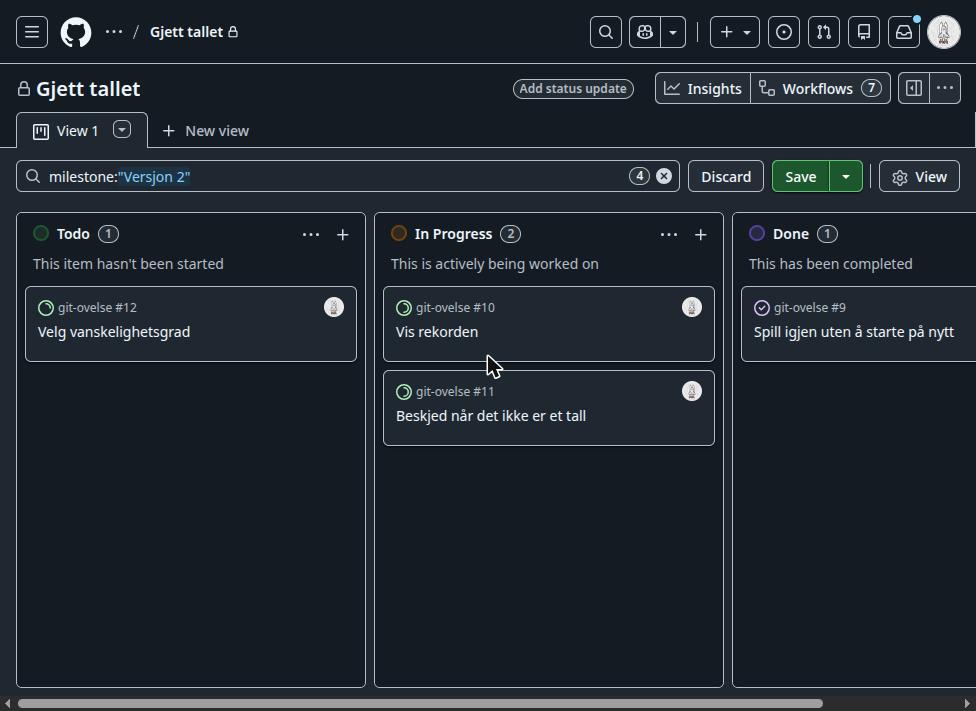 ... / Gjett tallet
Gjett tallet
Add status update
Insights
Workflows 7
View 1
New view
milestone:"Versjon 2"
4
Discard
Save
View
Todo 1
This item hasn't been started
git-ovelse #12
Velg vanskelighetsgrad
In Progress 2
This is actively being worked on
git-ovelse #10
Vis rekorden
git-ovelse #11
Beskjed når det ikke er et tall
Done 1
This has been completed
git-ovelse #9
Spill igjen uten å starte på nytt